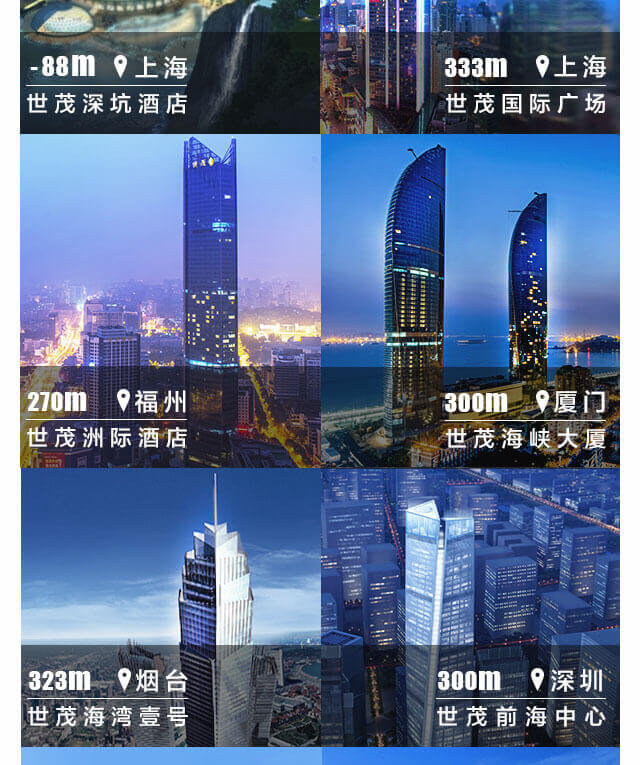 -88m 上海
世茂深坑酒店
333m 上海
世茂国际广场
270m 福州
世茂洲际酒店
300m 厦门
世茂海峡大厦
323m 烟台
世茂海湾壹号
300m 深圳
世茂前海中心